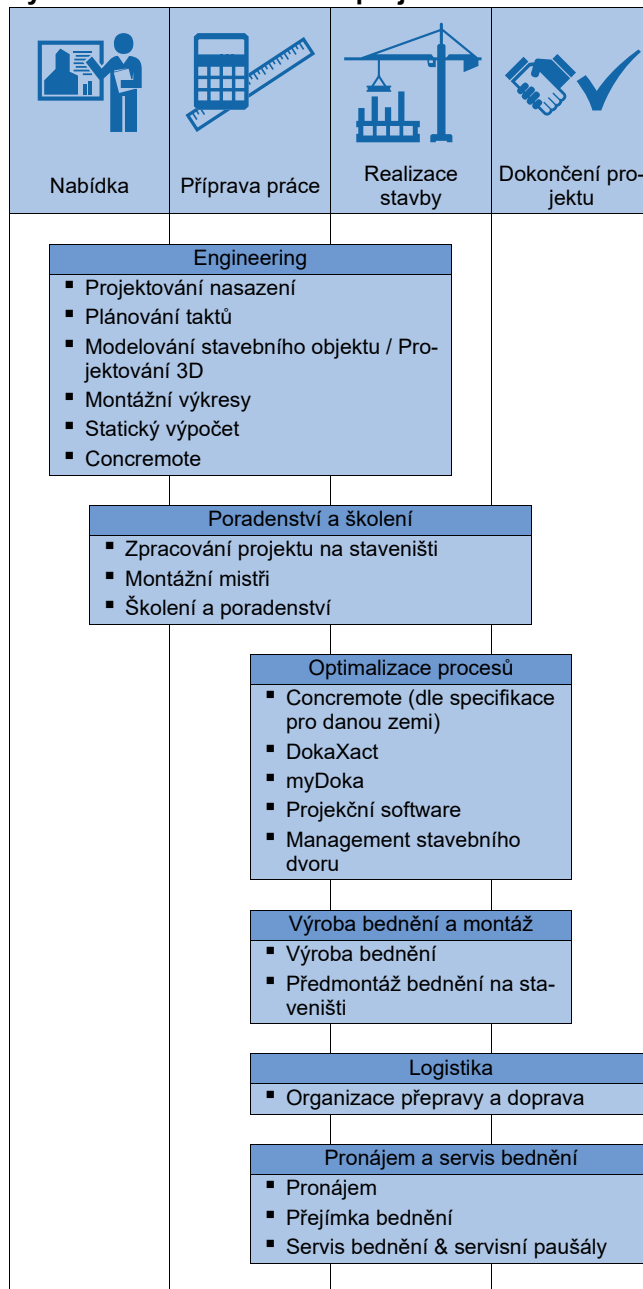 Nabídka
Příprava práce
Realizace
stavby
Dokončení pro-
jektu
Engineering
▪ Projektování nasazení
▪ Plánování taktů
▪ Modelování stavebního objektu / Pro-
jektování 3D
▪ Montážní výkresy
▪ Statický výpočet
▪ Concremote
Poradenství a školení
▪ Zpracování projektu na staveništi
▪ Montážní mistři
▪ Školení a poradenství
Optimalizace procesů
▪ Concremote (dle specifikace
pro danou zemi)
▪ DokaXact
▪ myDoka
▪ Projekční software
▪ Management stavebního
dvoru
Výroba bednění a montáž
▪ Výroba bednění
▪ Předmontáž bednění na sta-
veništi
Logistika
▪ Organizace přepravy a doprava
Pronájem a servis bednění
▪ Pronájem
▪ Přejímka bednění
▪ Servis bednění & servisní paušály